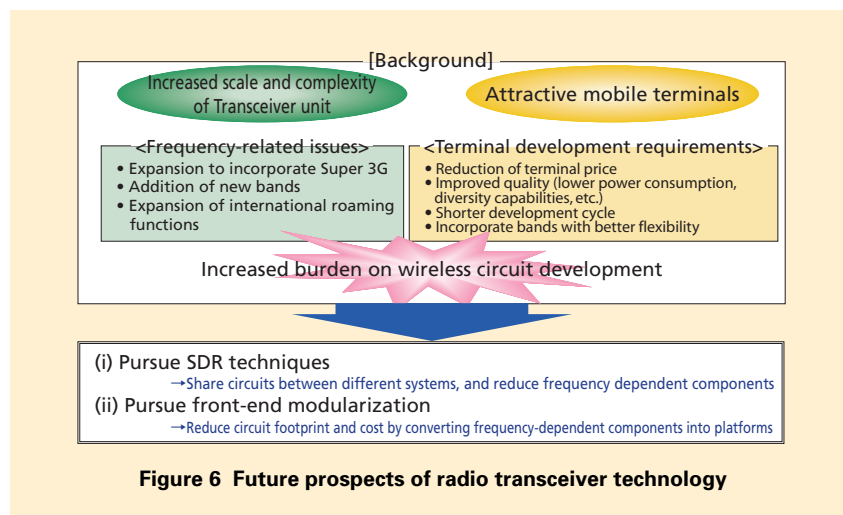 [Background]
Increased scale and complexity
of Transceiver unit
Attractive mobile terminals
<Frequency-related issues>
• Expansion to incorporate Super 3G
• Addition of new bands
• Expansion of international roaming
functions
<Terminal development requirements>
• Reduction of terminal price
• Improved quality (lower power consumption,
diversity capabilities, etc.)
• Shorter development cycle
• Incorporate bands with better flexibility
Increased burden on wireless circuit development
(i) Pursue SDR techniques
→Share circuits between different systems, and reduce frequency dependent components
(ii) Pursue front-end modularization
→Reduce circuit footprint and cost by converting frequency-dependent components into platforms
Figure 6 Future prospects of radio transceiver technology